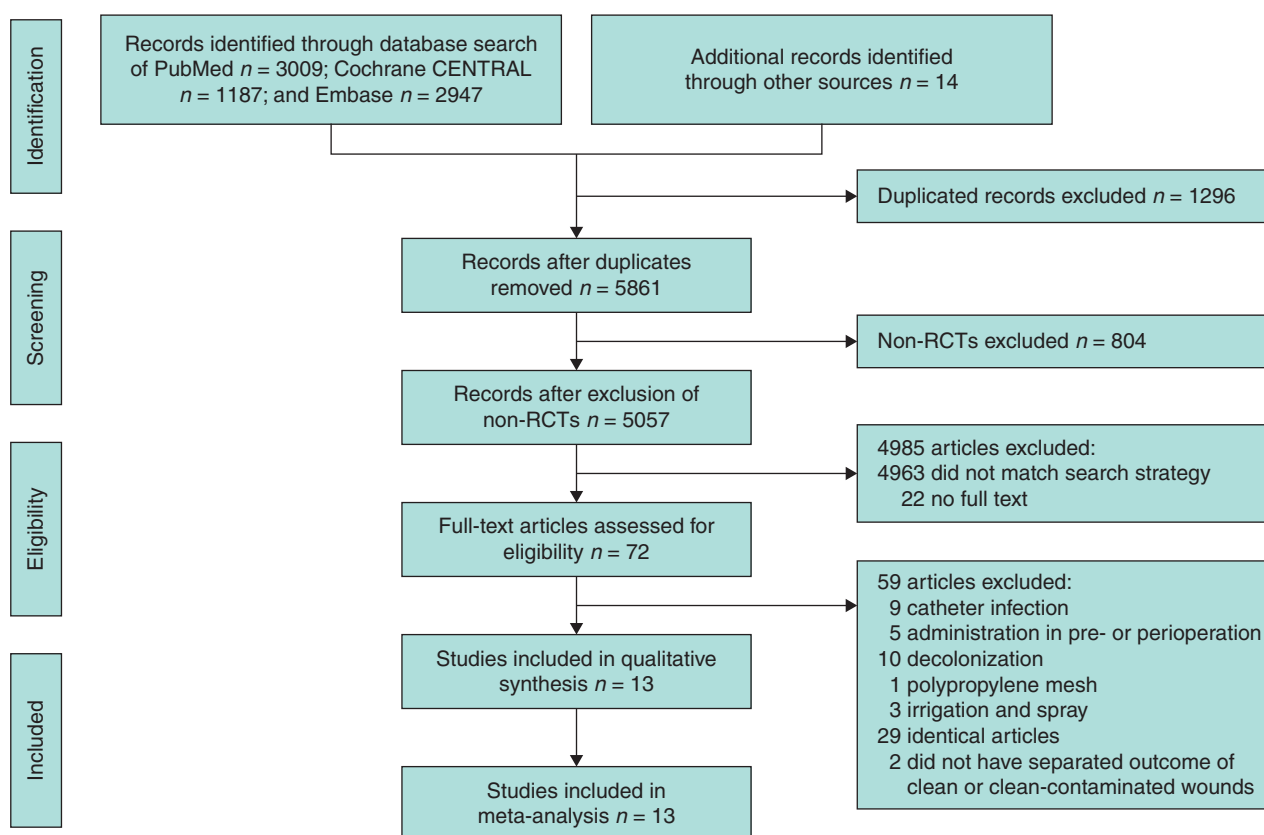 Identification
Records identified through database search
of PubMed n = 3009; Cochrane CENTRAL
n = 1187; and Embase n = 2947
Additional records identified
through other sources n = 14
Duplicated records excluded n = 1296
Screening
Records after duplicates
removed n = 5861
Non-RCTs excluded n = 804
Records after exclusion of
non-RCTs n = 5057
Eligibility
4985 articles excluded:
4963 did not match search strategy
22 no full text
Full-text articles assessed for
eligibility n = 72
59 articles excluded:
9 catheter infection
5 administration in pre- or perioperation
10 decolonization
1 polypropylene mesh
3 irrigation and spray
29 identical articles
2 did not have separated outcome of
clean or clean-contaminated wounds
Included
Studies included in qualitative
synthesis n = 13
Studies included in
meta-analysis n = 13